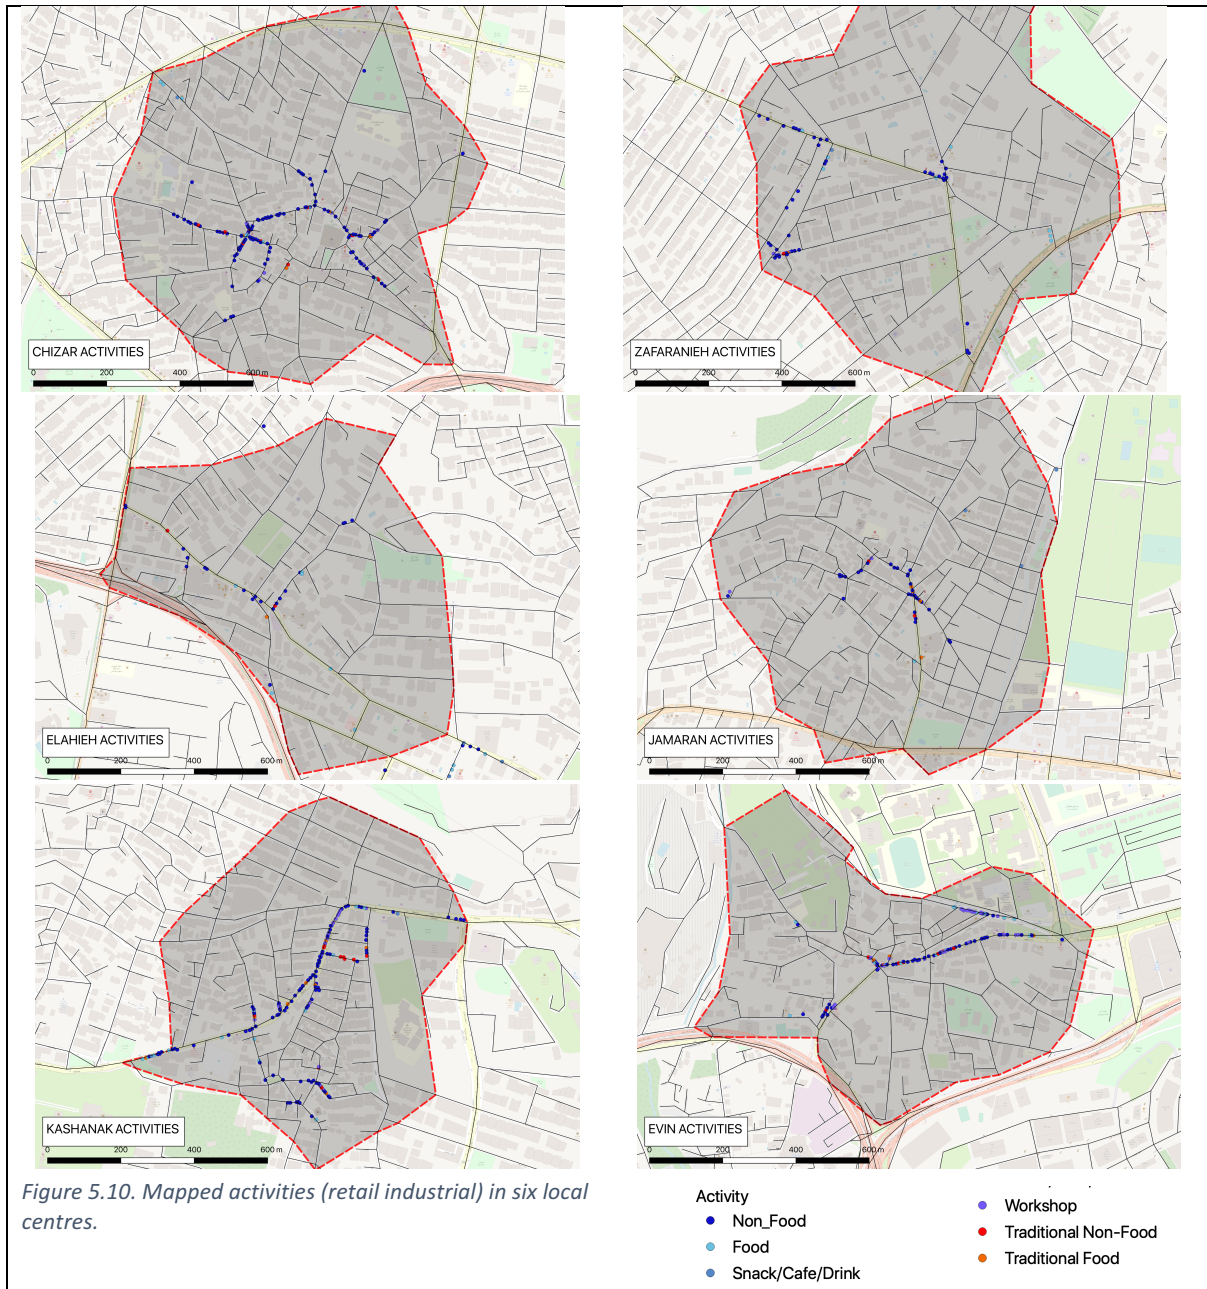 CHIZAR ACTIVITIES
0 200 400 600 m
ZAFARANIEH ACTIVITIES
0 200 400 600 m
ELAHIEH ACTIVITIES
0 200 400 600 m
JAMARAN ACTIVITIES
0 200 400 600 m
KASHANAK ACTIVITIES
0 200 400 600 m
EVIN ACTIVITIES
0 200 400 600 m
Figure 5.10. Mapped activities (retail industrial) in six local
centres.
Activity
Non_Food
Food
Snack/Cafe/Drink
Workshop
Traditional Non-Food
Traditional Food